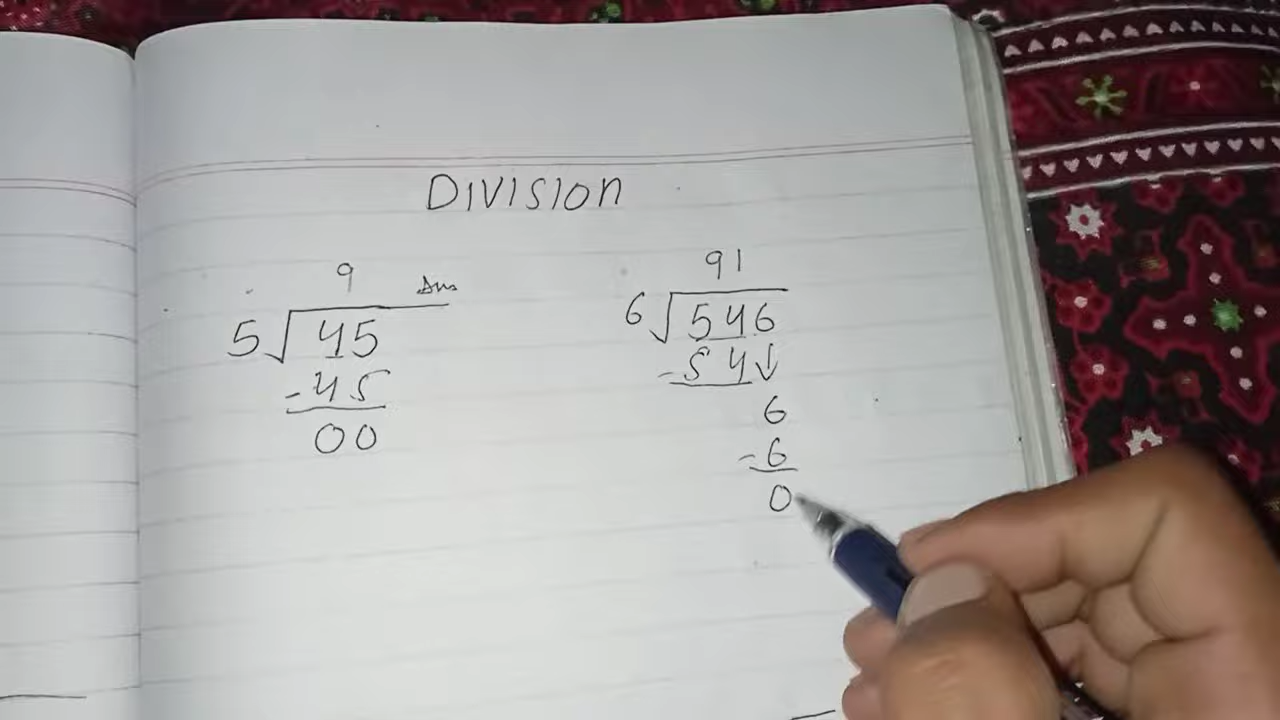 DIVISION
9 Ans
5 √ 45
- 45
00
91
6 √ 546
- 54 ↓
6
- 6
0